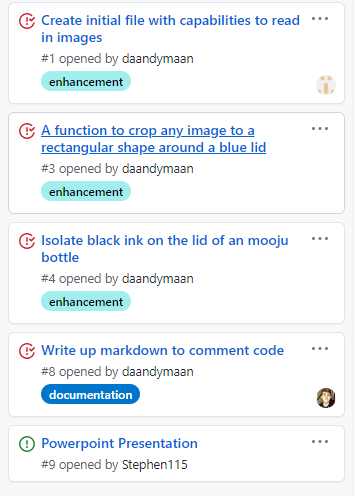 Create initial file with capabilities to read
in images
#1 opened by daandymaan
enhancement
A function to crop any image to a
rectangular shape around a blue lid
#3 opened by daandymaan
enhancement
Isolate black ink on the lid of an mooju
bottle
#4 opened by daandymaan
enhancement
Write up markdown to comment code
#8 opened by daandymaan
documentation
Powerpoint Presentation
#9 opened by Stephen115